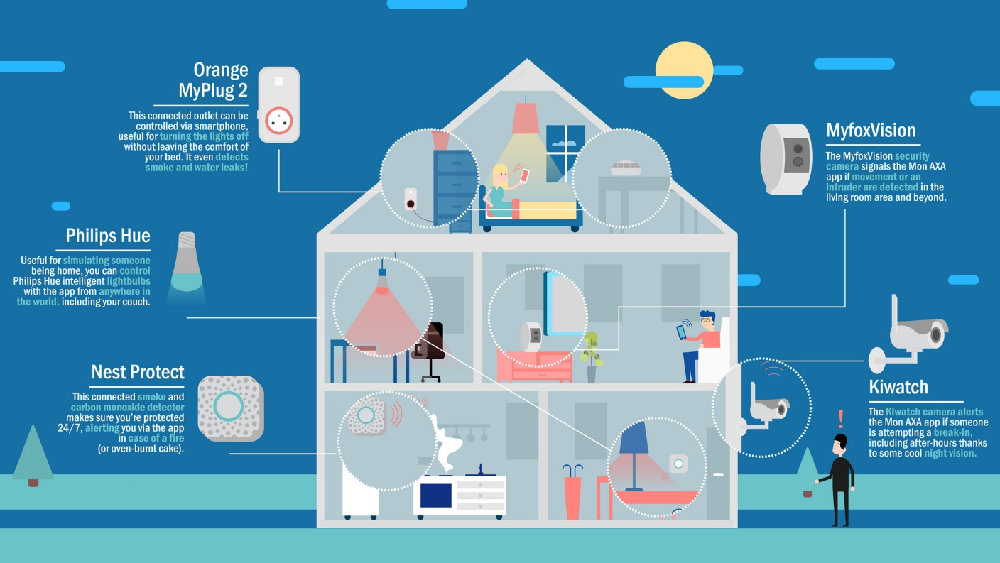 Orange
MyPlug 2
This connected outlet can be
controlled via smartphone,
useful for turning the lights off
without leaving the comfort of
your bed. It even detects
smoke and water leaks!
Philips Hue
Useful for simulating someone
being home, you can control
Philips Hue intelligent lightbulbs
with the app from anywhere in
the world, including your couch.
Nest Protect
This connected smoke and
carbon monoxide detector
makes sure you're protected
24/7, alerting you via the app
in case of a fire
(or oven-burnt cake).
MyfoxVision
The MyfoxVision security
camera signals the Mon AXA
app if movement or an
intruder are detected in the
living room area and beyond.
Kiwatch
The Kiwatch camera alerts
the Mon AXA app if someone
is attempting a break-in,
including after-hours thanks
to some cool night vision.
!